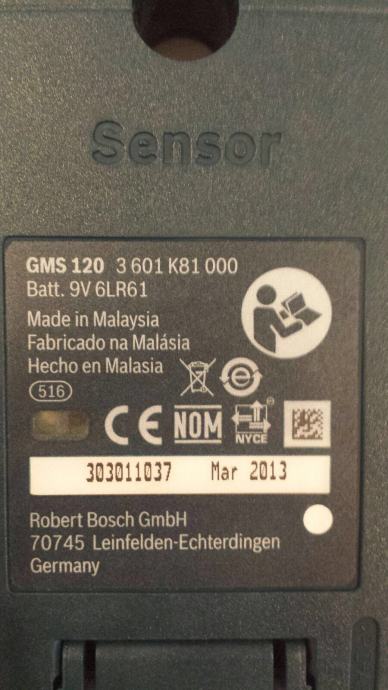 Sensor
GMS 120 3 601 K81 000
Batt. 9V 6LR61
Made in Malaysia
Fabricado na Malásia
Hecho en Malasia
516
CE NOM NYCE
303011037 Mar 2013
Robert Bosch GmbH
70745 Leinfelden-Echterdingen
Germany